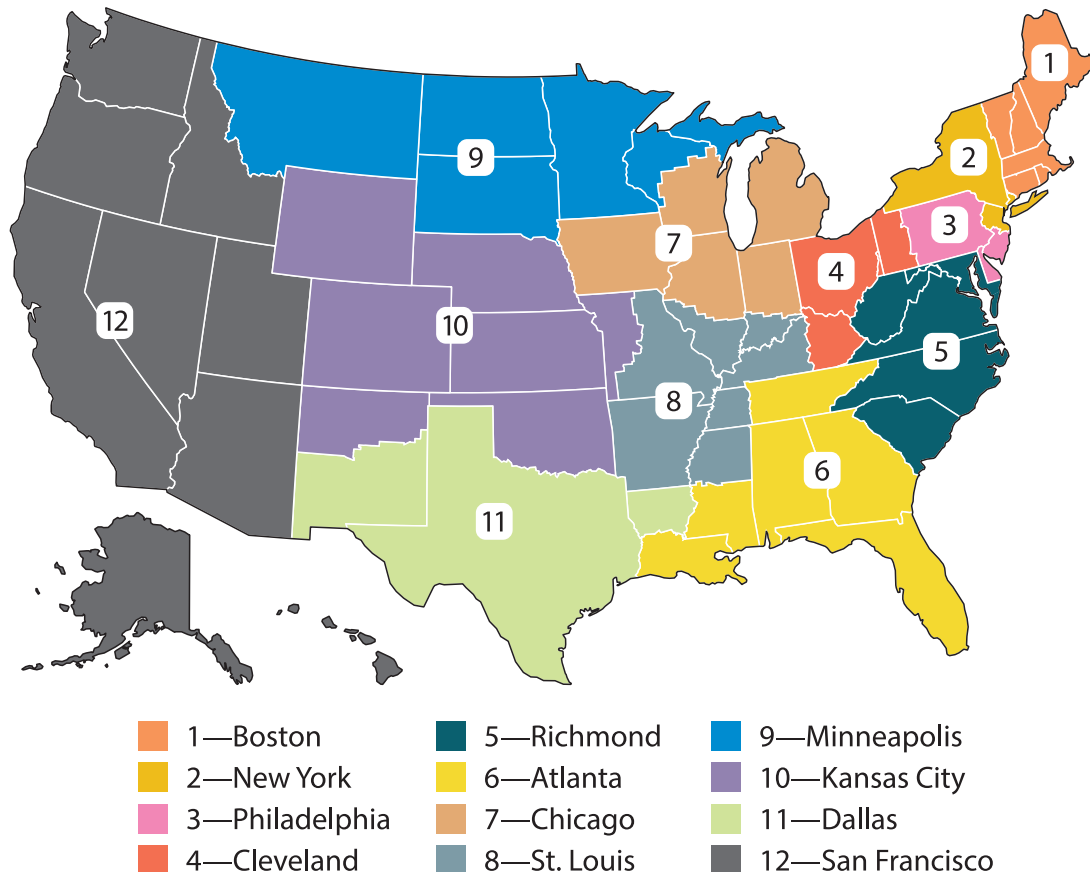 1
2
9
3
7
4
12
10
5
8
6
11
1—Boston
2—New York
3—Philadelphia
4—Cleveland
5—Richmond
6—Atlanta
7—Chicago
8—St. Louis
9—Minneapolis
10—Kansas City
11—Dallas
12—San Francisco